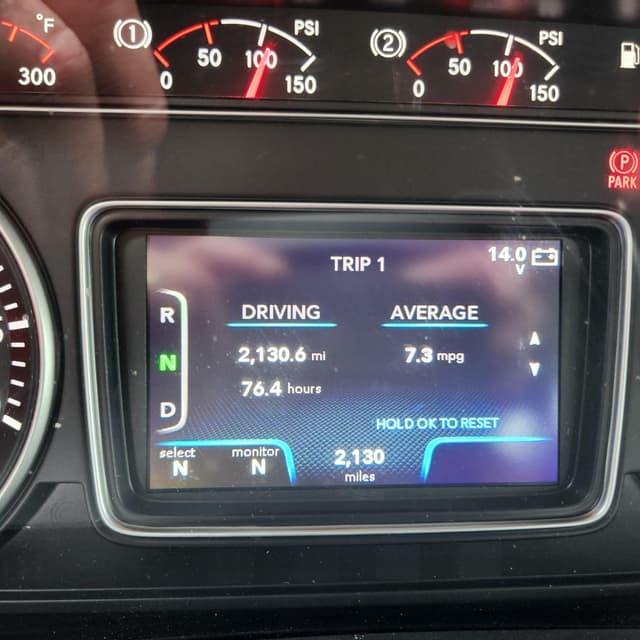 °F
300
(1)
0
50
100
150
PSI
(2)
0
50
100
150
PSI
P
PARK
TRIP 1
14.0
V
R
N
D
DRIVING
AVERAGE
2,130.6 mi
7.3 mpg
76.4 hours
HOLD OK TO RESET
select
N
monitor
N
2,130
miles